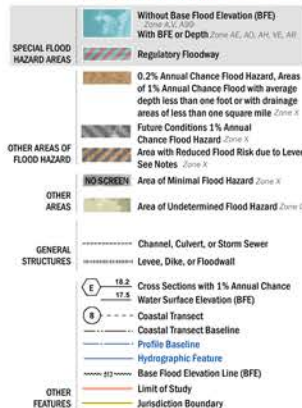 Without Base Flood Elevation (BFE)
Zone A,V, A99
With BFE or Depth Zone AE, AO, AH, VE, AR
SPECIAL FLOOD
HAZARD AREAS
Regulatory Floodway
0.2% Annual Chance Flood Hazard, Areas
of 1% Annual Chance Flood with average
depth less than one foot or with drainage
areas of less than one square mile Zone X
Future Conditions 1% Annual
Chance Flood Hazard Zone X
OTHER AREAS OF
FLOOD HAZARD
Area with Reduced Flood Risk due to Levee
See Notes Zone X
NO SCREEN Area of Minimal Flood Hazard Zone X
OTHER
AREAS
Area of Undetermined Flood Hazard Zone D
GENERAL
STRUCTURES
Channel, Culvert, or Storm Sewer
Levee, Dike, or Floodwall
E 18.2 Cross Sections with 1% Annual Chance
17.5 Water Surface Elevation (BFE)
8 Coastal Transect
Coastal Transect Baseline
Profile Baseline
Hydrographic Feature
512 Base Flood Elevation Line (BFE)
OTHER
FEATURES
Limit of Study
Jurisdiction Boundary